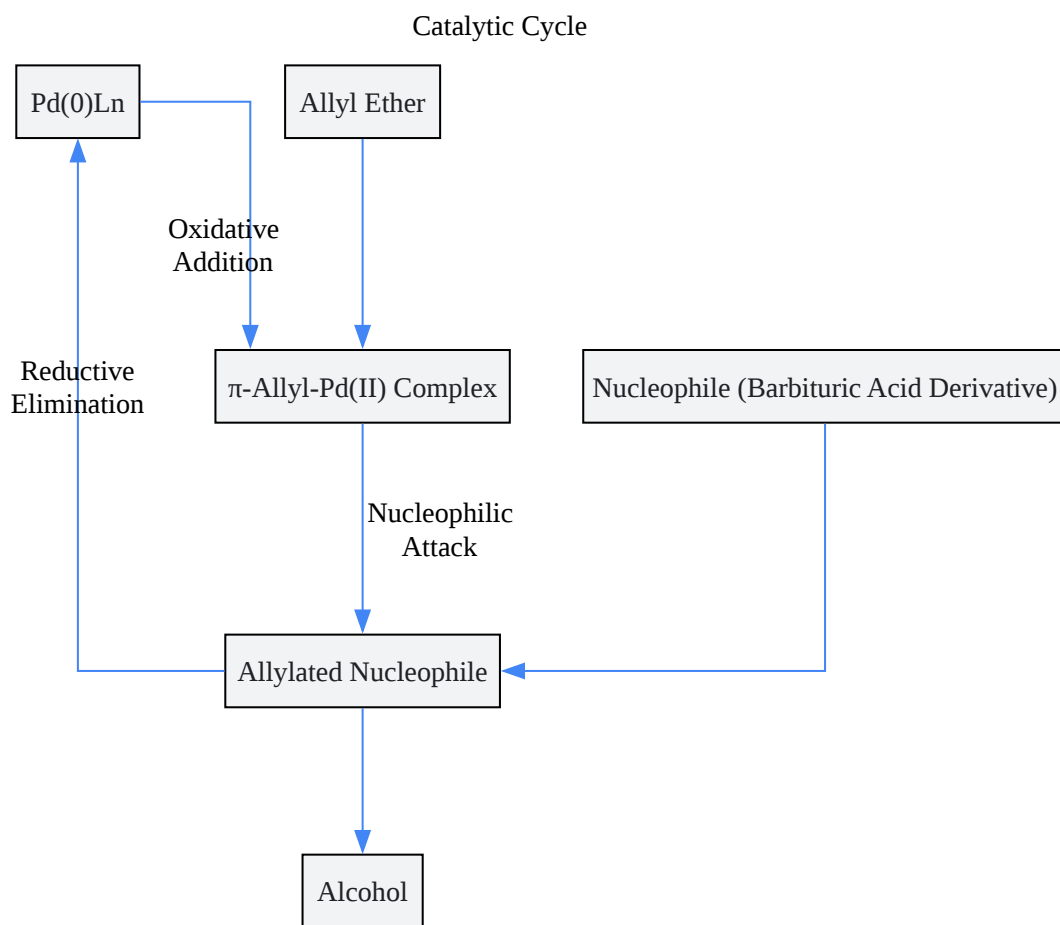 Catalytic Cycle
Pd(0)Ln
Allyl Ether
Oxidative
Addition
Reductive
Elimination
π-Allyl-Pd(II) Complex
Nucleophile (Barbituric Acid Derivative)
Nucleophilic
Attack
Allylated Nucleophile
Alcohol